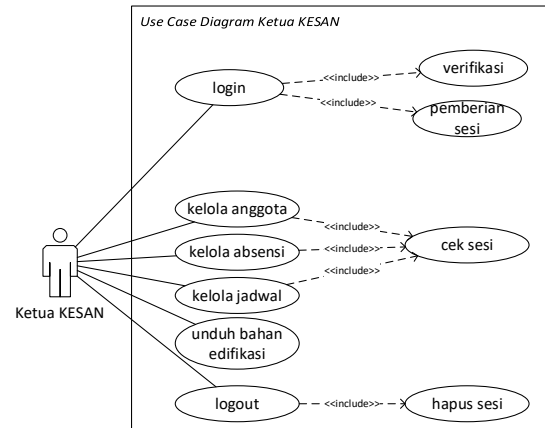 Use Case Diagram Ketua KESAN
verifikasi
<<include>>
login
<<include>>
pemberian
sesi
kelola anggota
<<include>>
kelola absensi
<<include>>
cek sesi
kelola jadwal
<<include>>
Ketua KESAN
unduh bahan
edifikasi
logout
<<include>>
hapus sesi